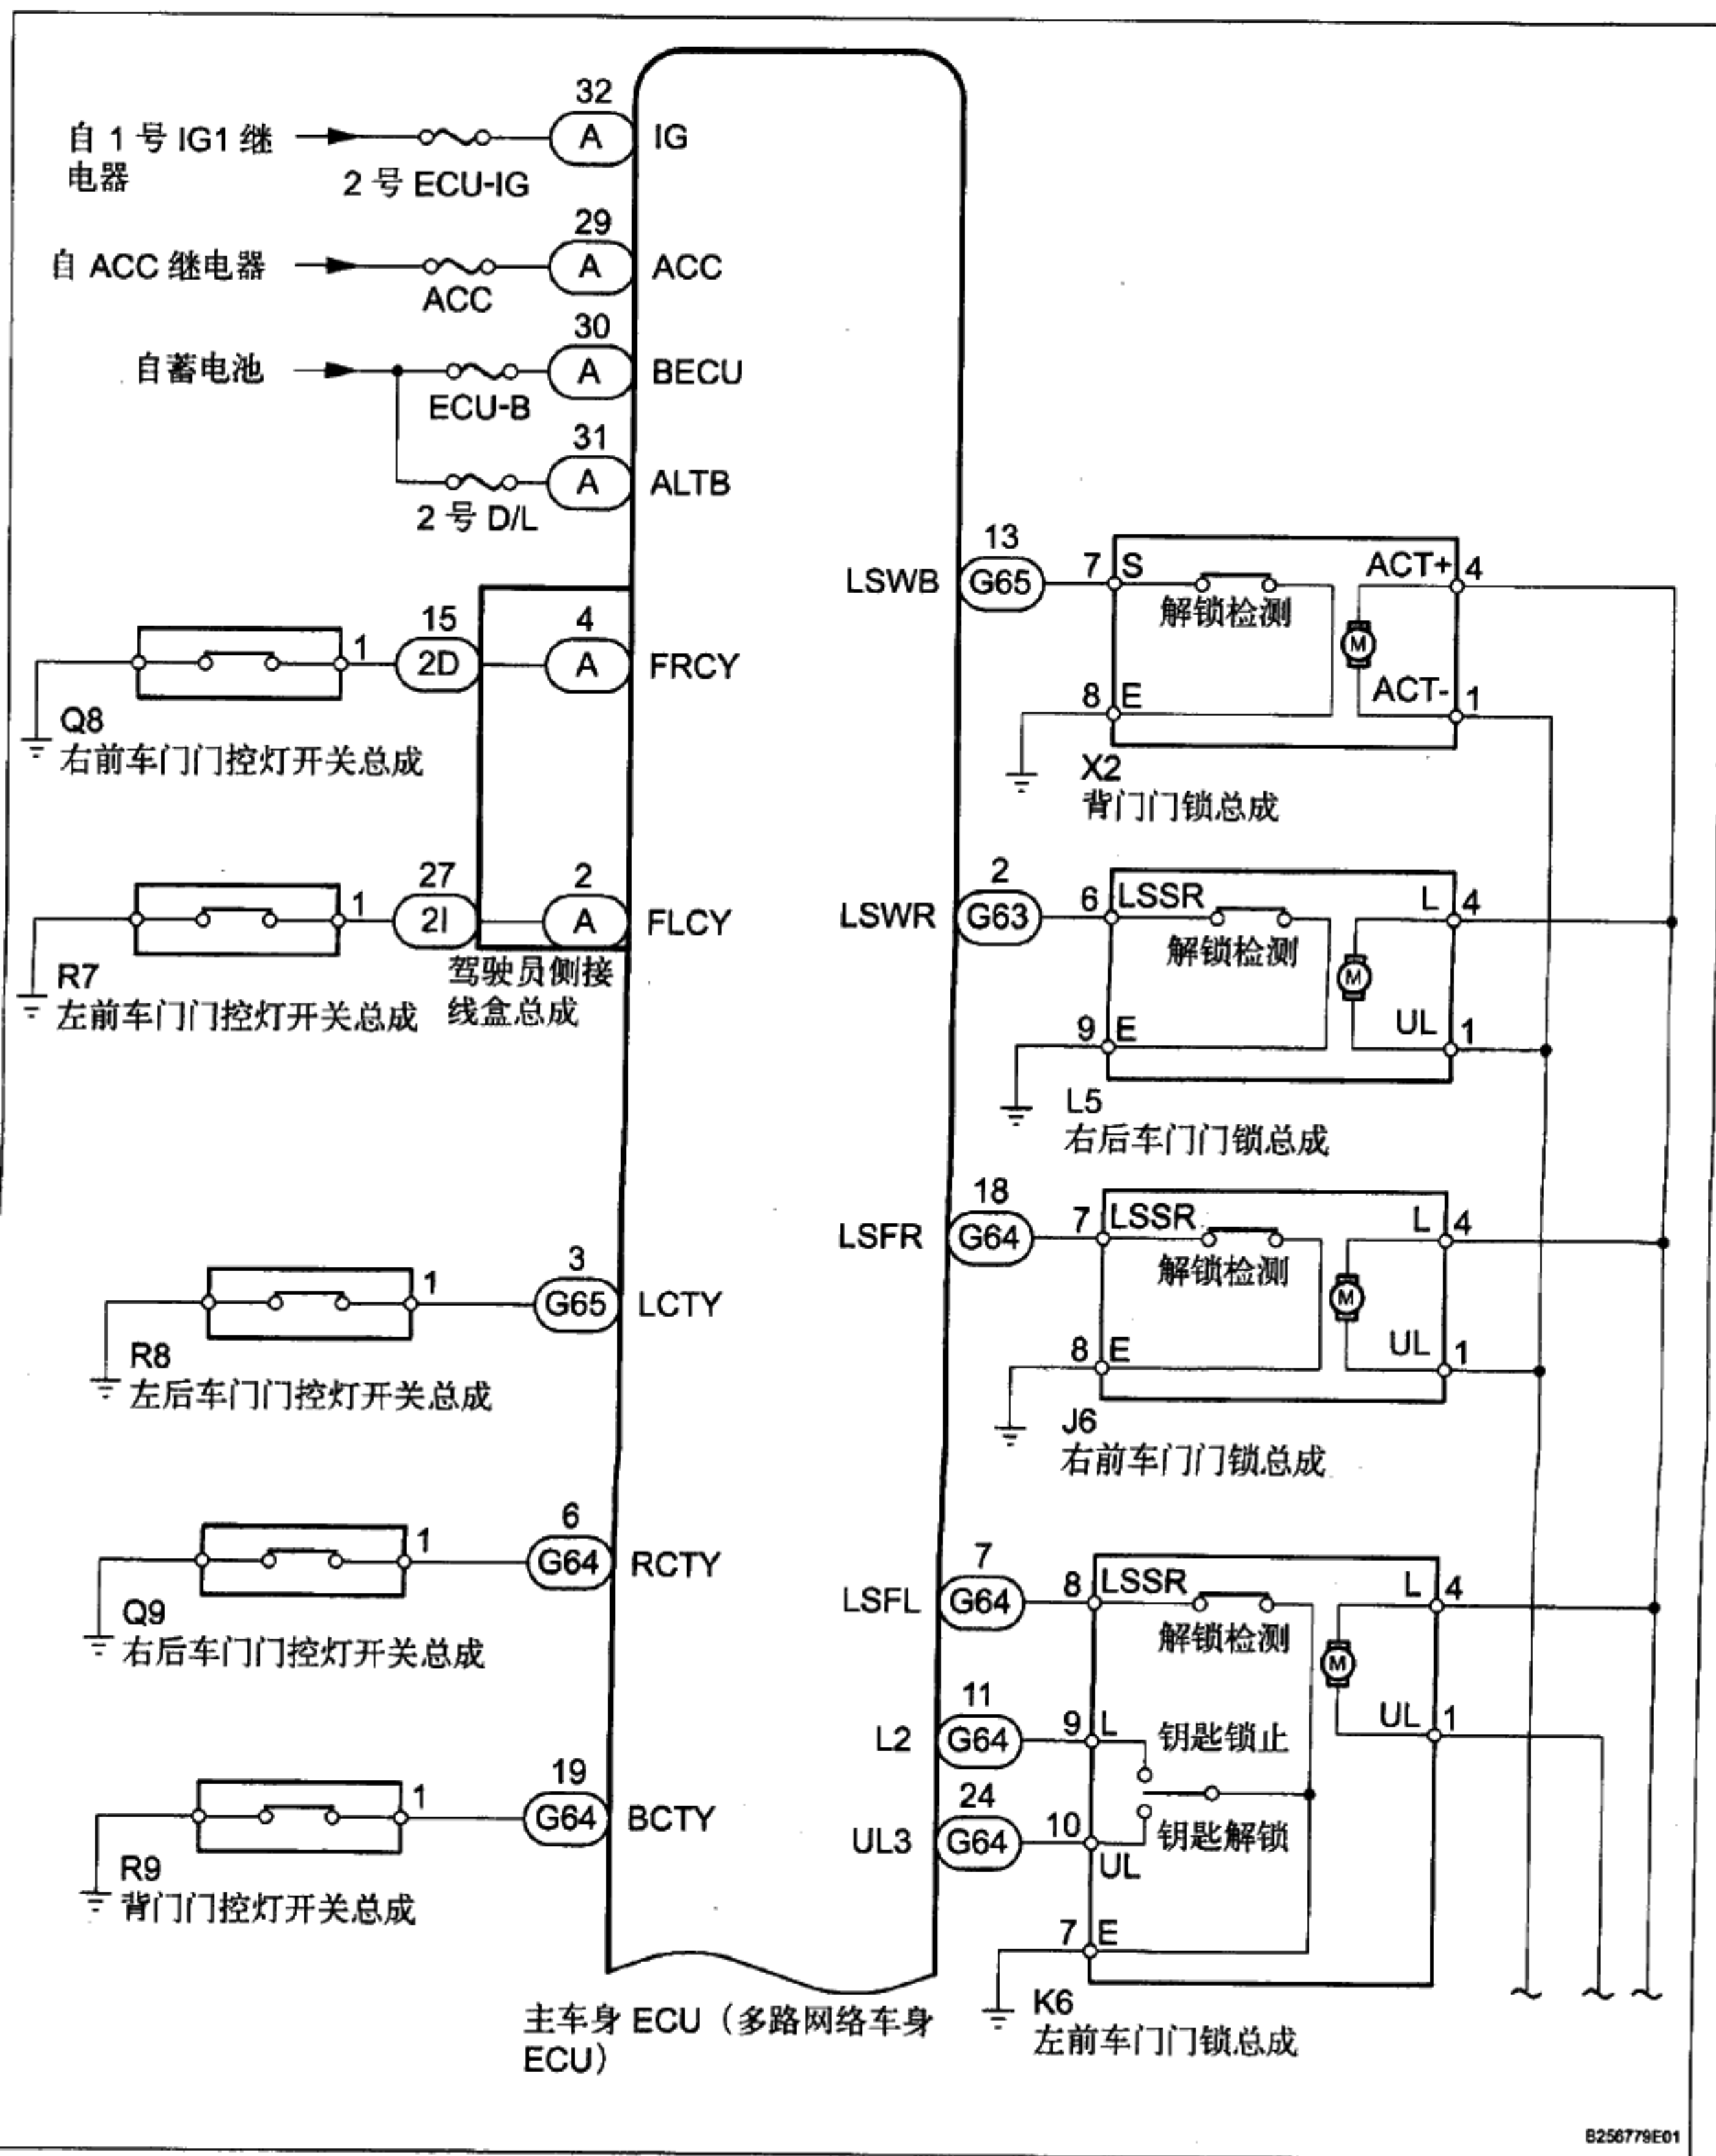 32
自 1 号 IG1 继
电器
A
IG
2 号 ECU-IG
29
自 ACC 继电器
A
ACC
ACC
30
自蓄电池
A
BECU
ECU-B
31
A
ALTB
2 号 D/L
15
1
2D
4
A
FRCY
Q8
右前车门门控灯开关总成
27
1
2I
2
A
FLCY
驾驶员侧接
线盒总成
R7
左前车门门控灯开关总成
3
1
G65
LCTY
R8
左后车门门控灯开关总成
6
1
G64
RCTY
Q9
右后车门门控灯开关总成
19
1
G64
BCTY
R9
背门门控灯开关总成
主车身 ECU（多路网络车身
ECU）
13
LSWB
G65
7
S
ACT+
4
解锁检测
M
ACT-
1
8
E
X2
背门门锁总成
2
LSWR
G63
6
LSSR
L
4
解锁检测
M
UL
1
9
E
L5
右后车门门锁总成
18
LSFR
G64
7
LSSR
L
4
解锁检测
M
UL
1
8
E
J6
右前车门门锁总成
7
LSFL
G64
8
LSSR
L
4
解锁检测
M
UL
1
11
L2
G64
9
L
钥匙锁止
24
UL3
G64
10
UL
钥匙解锁
7
E
K6
左前车门门锁总成
B256779E01